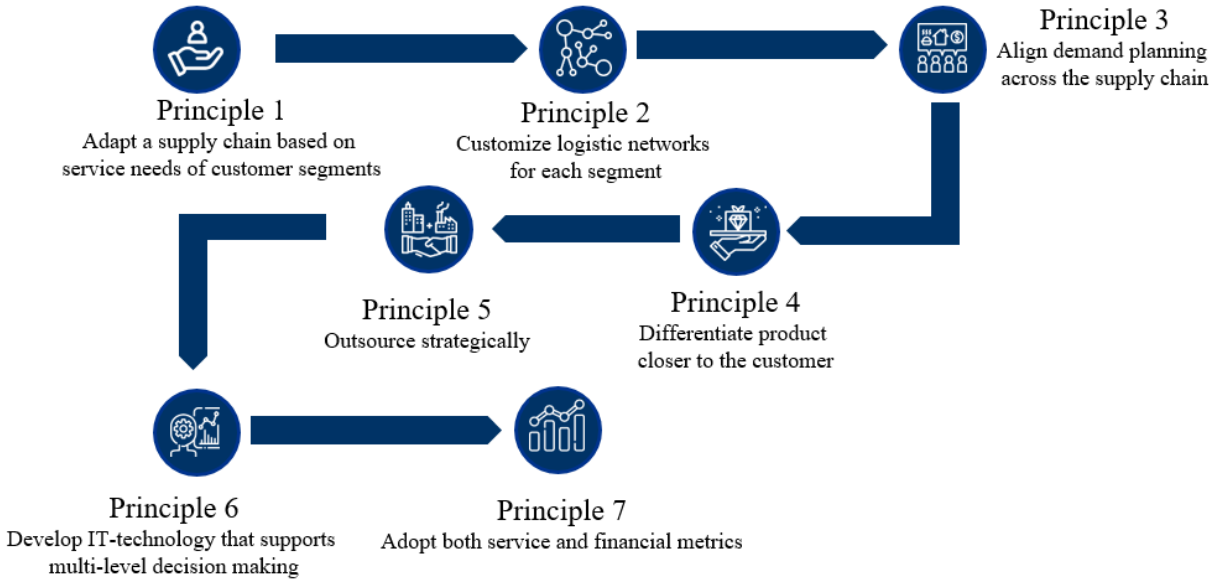 Principle 1
Adapt a supply chain based on
service needs of customer segments
Principle 2
Customize logistic networks
for each segment
Principle 3
Align demand planning
across the supply chain
Principle 4
Differentiate product
closer to the customer
Principle 5
Outsource strategically
Principle 6
Develop IT-technology that supports
multi-level decision making
Principle 7
Adopt both service and financial metrics